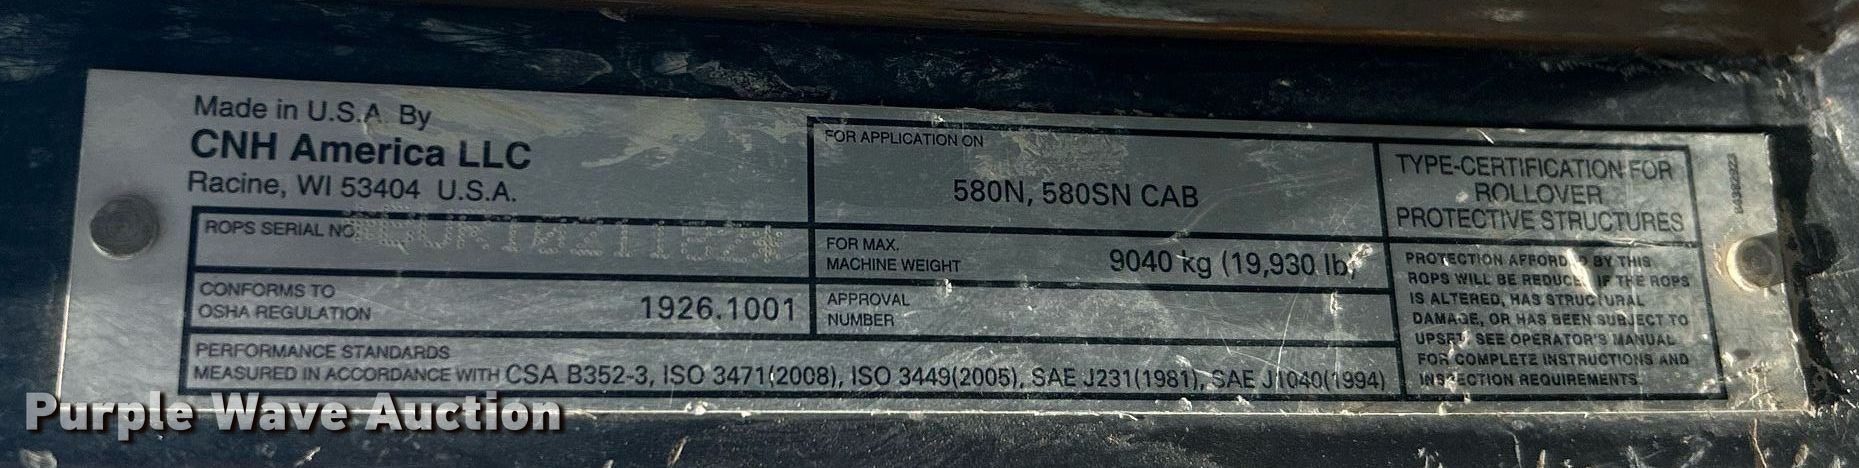 Made in U.S.A. By
CNH America LLC
Racine, WI 53404 U.S.A.
ROPS SERIAL NO.
CONFORMS TO
OSHA REGULATION
1926.1001
FOR APPLICATION ON
580N, 580SN CAB
FOR MAX.
MACHINE WEIGHT
9040 kg (19,930 lb)
APPROVAL
NUMBER
PERFORMANCE STANDARDS
MEASURED IN ACCORDANCE WITH CSA B352-3, ISO 3471(2008), ISO 3449(2005), SAE J231(1981), SAE J1040(1994)
TYPE-CERTIFICATION FOR
ROLLOVER
PROTECTIVE STRUCTURES
PROTECTION AFFORDED BY THIS
ROPS WILL BE REDUCED IF THE ROPS
IS ALTERED, HAS STRUCTURAL
DAMAGE, OR HAS BEEN SUBJECT TO
UPSET. SEE OPERATOR'S MANUAL
FOR COMPLETE INSTRUCTIONS AND
INSPECTION REQUIREMENTS.
Purple Wave Auction